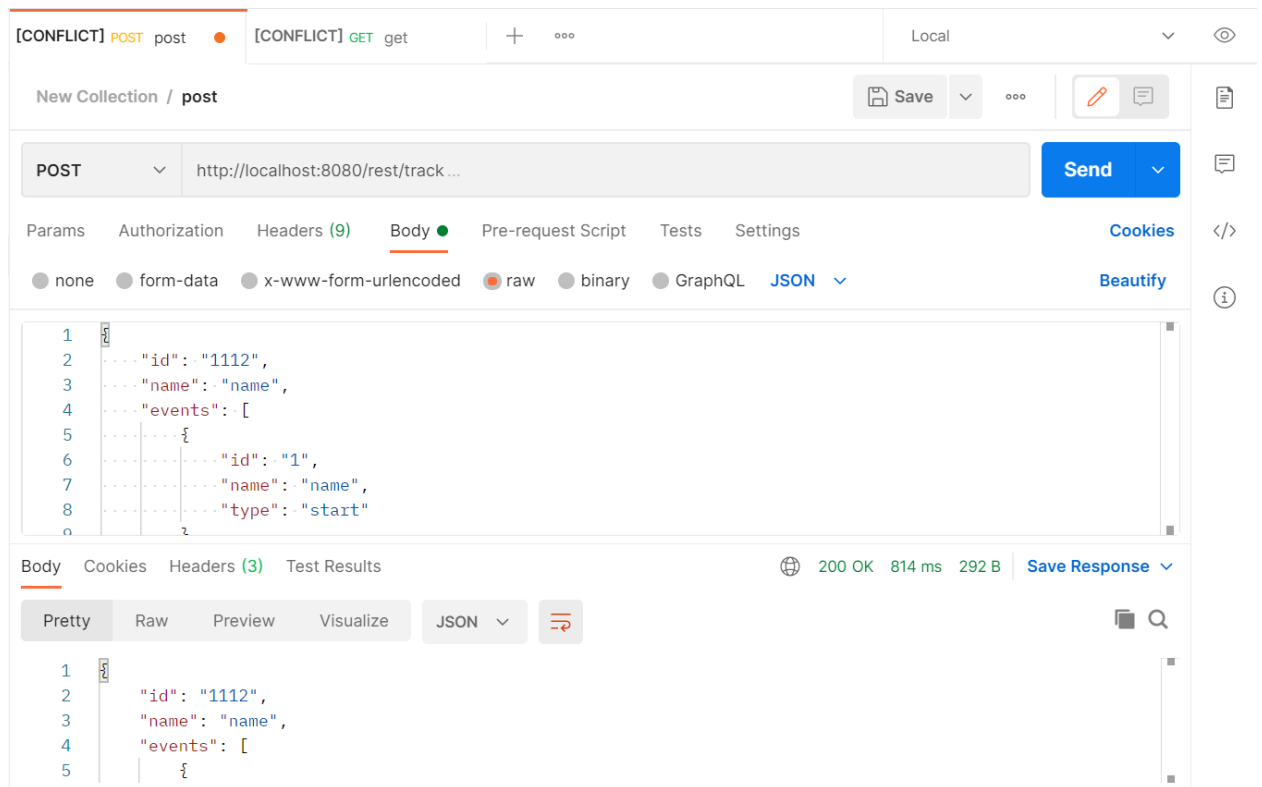 [CONFLICT] POST post [CONFLICT] GET get Local
New Collection / post Save
POST http://localhost:8080/rest/track ... Send
Params Authorization Headers (9) Body Pre-request Script Tests Settings Cookies
none form-data x-www-form-urlencoded raw binary GraphQL JSON Beautify
1 {
2 "id": "1112",
3 "name": "name",
4 "events": [
5 {
6 "id": "1",
7 "name": "name",
8 "type": "start"
9 }
Body Cookies Headers (3) Test Results 200 OK 814 ms 292 B Save Response
Pretty Raw Preview Visualize JSON
1 {
2 "id": "1112",
3 "name": "name",
4 "events": [
5 {